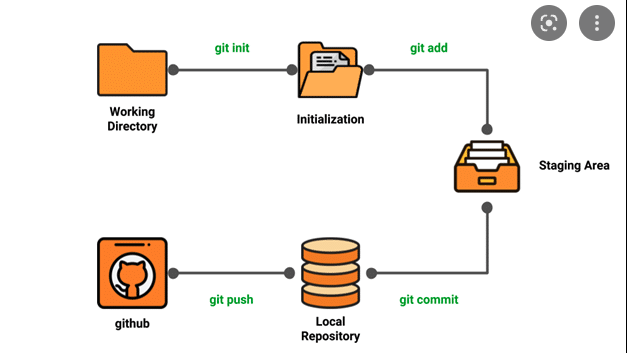 git init
git add
Working
Directory
Initialization
Staging Area
git push
git commit
github
Local
Repository